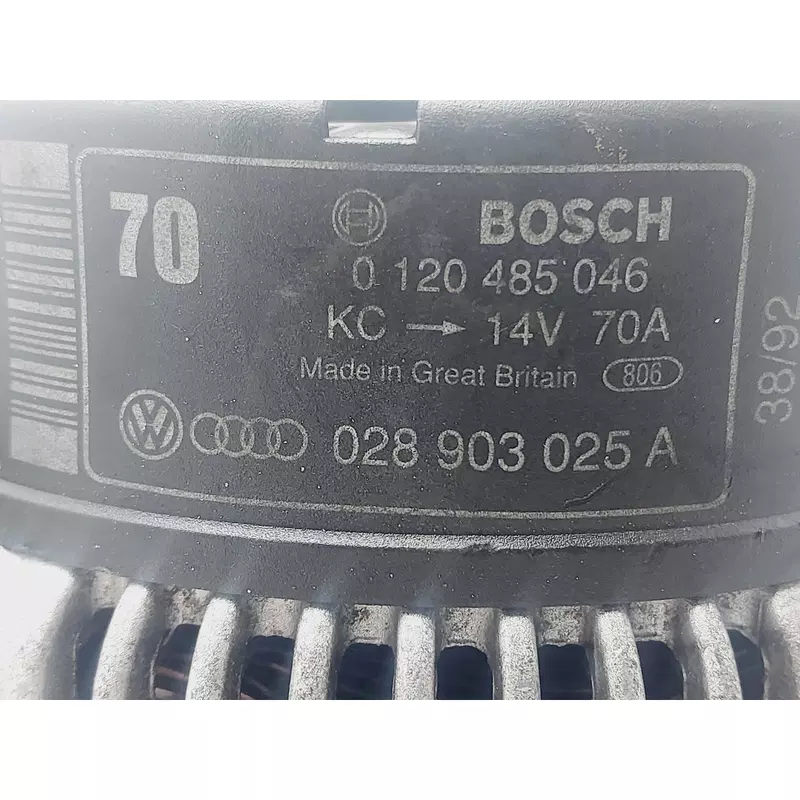 70
BOSCH
0 120 485 046
KC → 14V 70A
Made in Great Britain 806
028 903 025 A
38/92